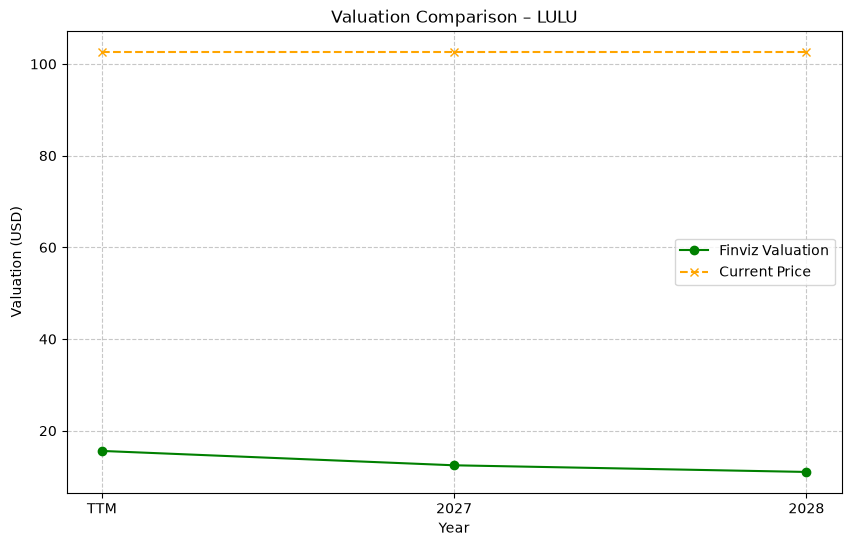 Valuation Comparison – LULU
Valuation (USD)
100
80
60
40
20
Finviz Valuation
Current Price
TTM
2027
2028
Year